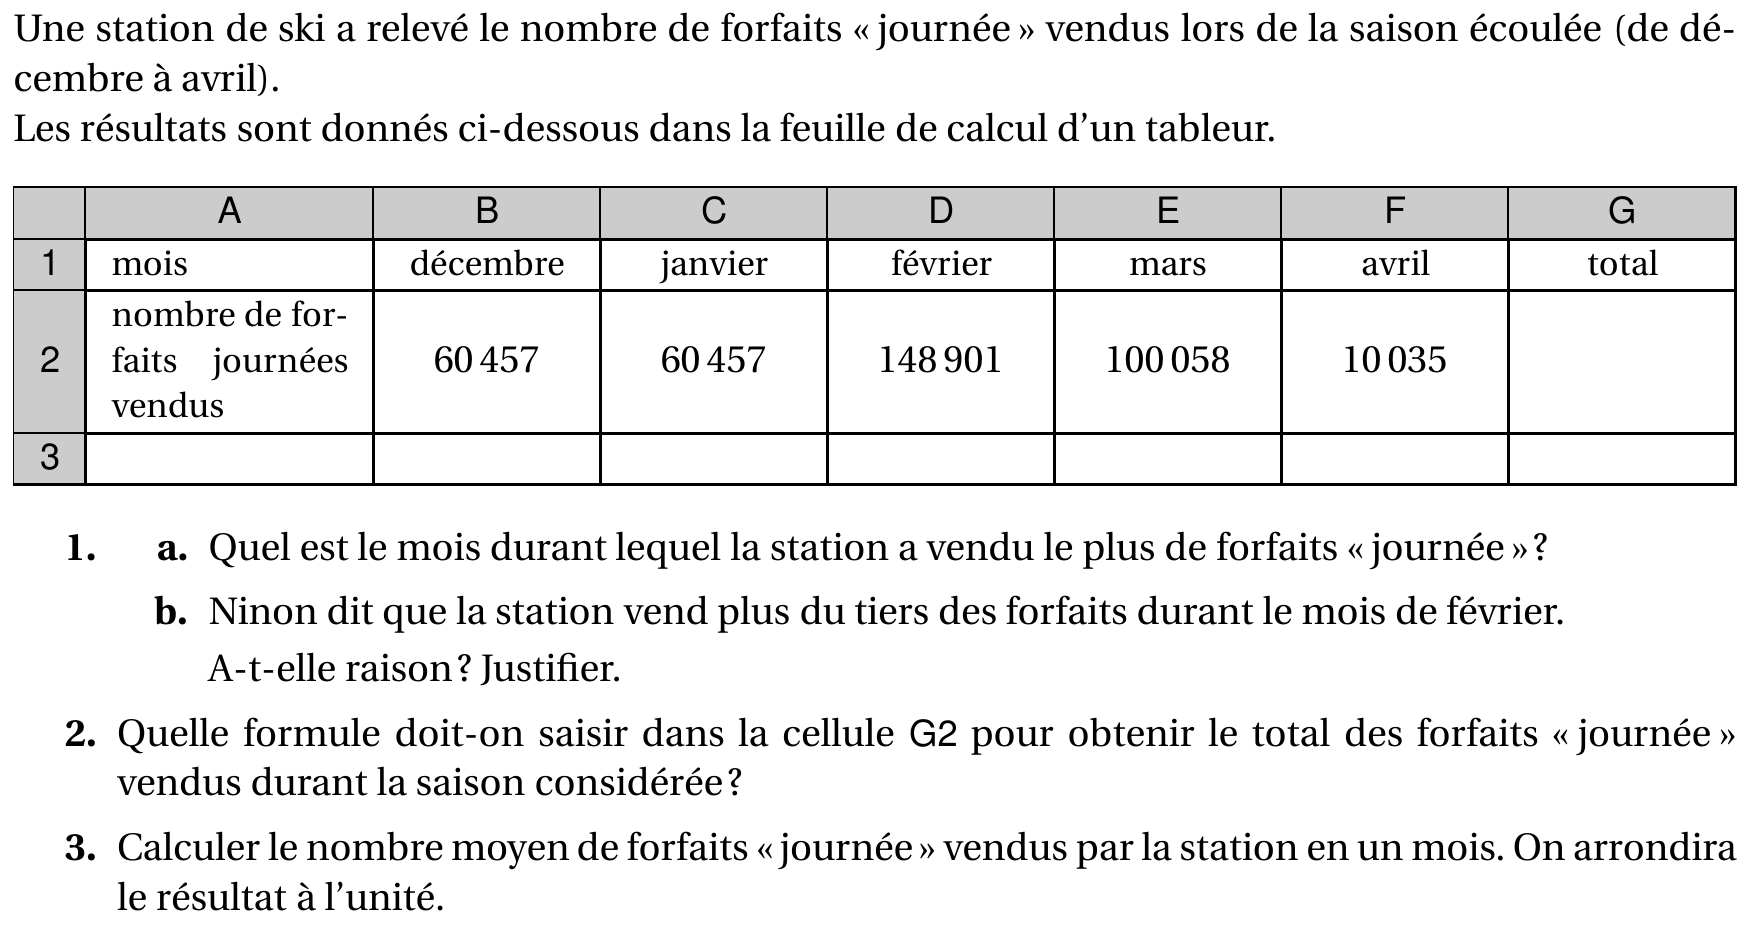 Une station de ski a relevé le nombre de forfaits « journée » vendus lors de la saison écoulée (de dé-
cembre à avril).
Les résultats sont donnés ci-dessous dans la feuille de calcul d'un tableur.
A B C D E F G
1 mois décembre janvier février mars avril total
nombre de for-
2 faits journées 60 457 60 457 148 901 100 058 10 035
vendus
3
1. a. Quel est le mois durant lequel la station a vendu le plus de forfaits « journée » ?
b. Ninon dit que la station vend plus du tiers des forfaits durant le mois de février.
A-t-elle raison ? Justifier.
2. Quelle formule doit-on saisir dans la cellule G2 pour obtenir le total des forfaits « journée »
vendus durant la saison considérée ?
3. Calculer le nombre moyen de forfaits « journée » vendus par la station en un mois. On arrondira
le résultat à l'unité.